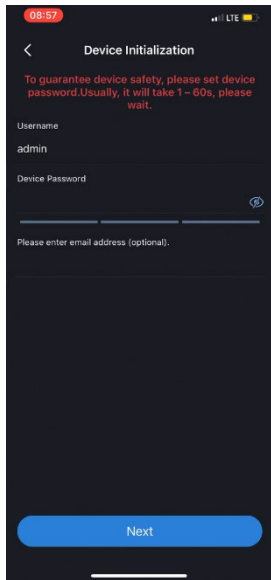 08:57
LTE
Device Initialization
To guarantee device safety, please set device
password.Usually, it will take 1 – 60s, please
wait.
Username
admin
Device Password
Please enter email address (optional).
Next